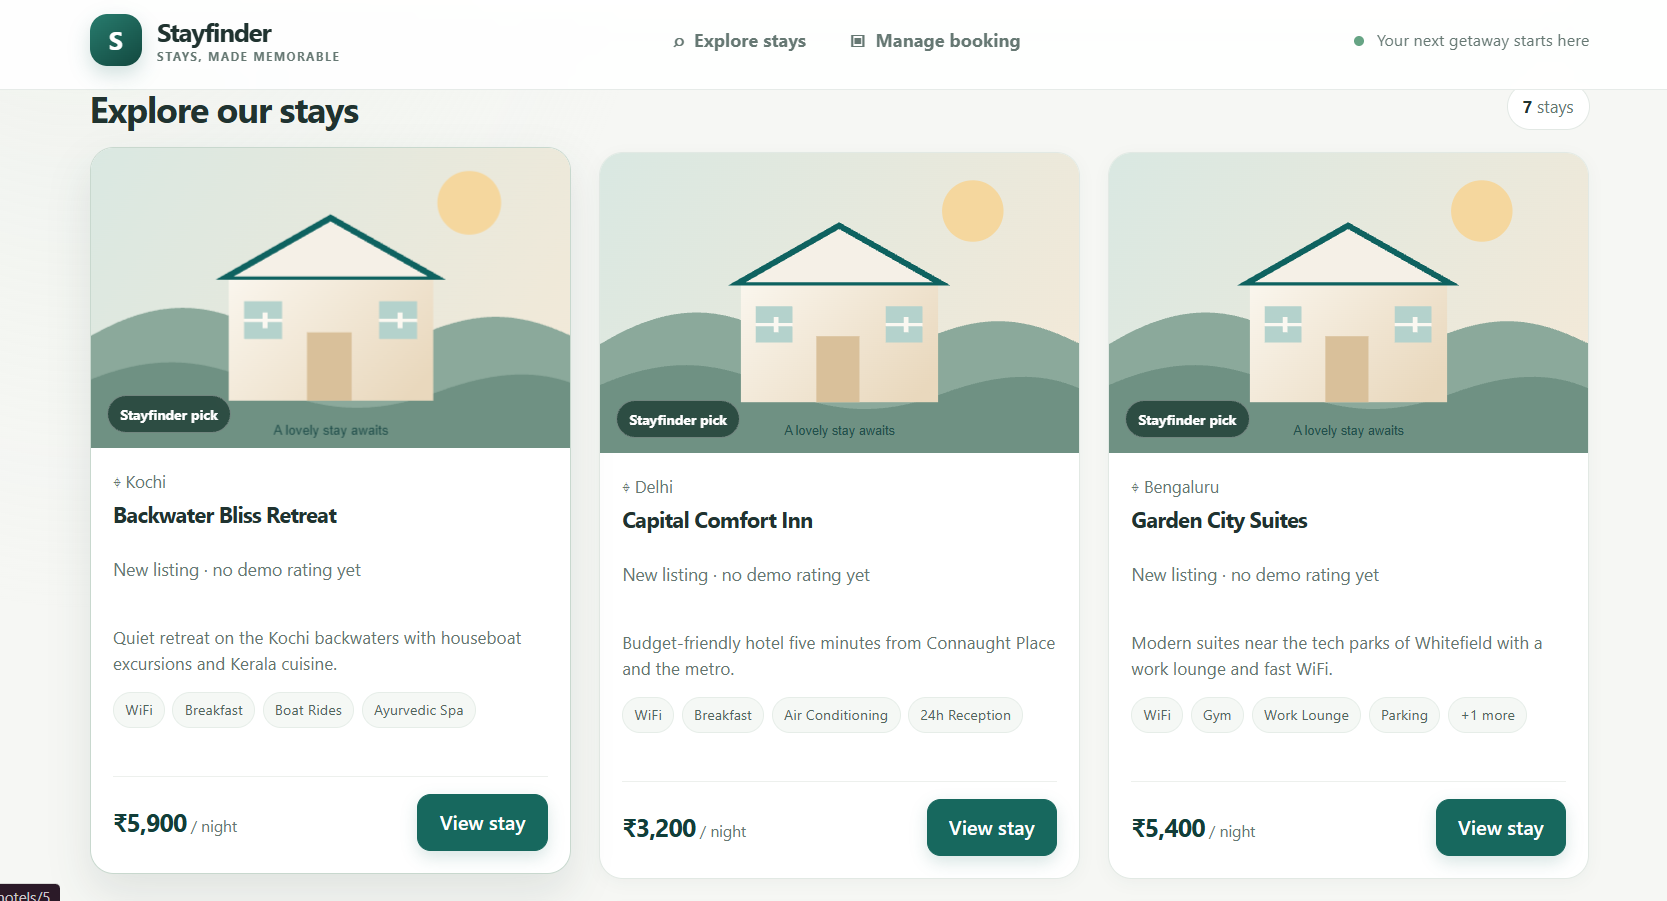 S
Stayfinder
STAYS, MADE MEMORABLE
Explore stays
Manage booking
Your next getaway starts here
Explore our stays
7 stays
Stayfinder pick
A lovely stay awaits
Kochi
Backwater Bliss Retreat
New listing · no demo rating yet
Quiet retreat on the Kochi backwaters with houseboat
excursions and Kerala cuisine.
WiFi
Breakfast
Boat Rides
Ayurvedic Spa
₹5,900 / night
View stay
Stayfinder pick
A lovely stay awaits
Delhi
Capital Comfort Inn
New listing · no demo rating yet
Budget-friendly hotel five minutes from Connaught Place
and the metro.
WiFi
Breakfast
Air Conditioning
24h Reception
₹3,200 / night
View stay
Stayfinder pick
A lovely stay awaits
Bengaluru
Garden City Suites
New listing · no demo rating yet
Modern suites near the tech parks of Whitefield with a
work lounge and fast WiFi.
WiFi
Gym
Work Lounge
Parking
+1 more
₹5,400 / night
View stay
hotels/5